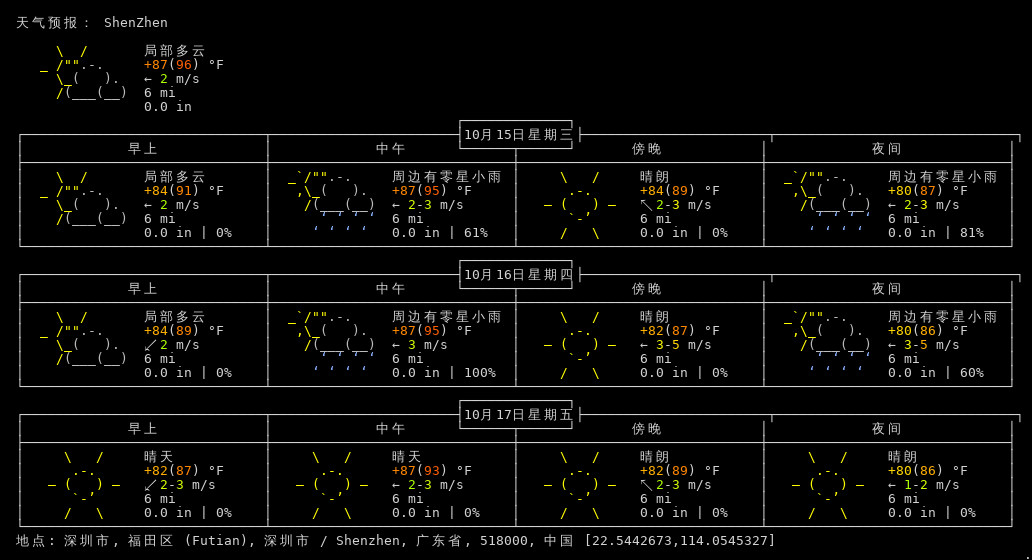 天气预报： ShenZhen
局部多云
+87(96) °F
← 2 m/s
6 mi
0.0 in
10月15日星期三
早上 中午 傍晚 夜间
局部多云 周边有零星小雨 晴朗 周边有零星小雨
+84(91) °F +87(95) °F +84(89) °F +80(87) °F
← 2 m/s ← 2-3 m/s ↖ 2-3 m/s ← 2-3 m/s
6 mi 6 mi 6 mi 6 mi
0.0 in | 0% 0.0 in | 61% 0.0 in | 0% 0.0 in | 81%
10月16日星期四
早上 中午 傍晚 夜间
局部多云 周边有零星小雨 晴朗 周边有零星小雨
+84(89) °F +87(95) °F +82(87) °F +80(86) °F
↙ 2 m/s ← 3 m/s ← 3-5 m/s ← 3-5 m/s
6 mi 6 mi 6 mi 6 mi
0.0 in | 0% 0.0 in | 100% 0.0 in | 0% 0.0 in | 60%
10月17日星期五
早上 中午 傍晚 夜间
晴天 晴天 晴朗 晴朗
+82(87) °F +87(93) °F +82(89) °F +80(86) °F
↙ 2-3 m/s ← 2-3 m/s ↖ 2-3 m/s ← 1-2 m/s
6 mi 6 mi 6 mi 6 mi
0.0 in | 0% 0.0 in | 0% 0.0 in | 0% 0.0 in | 0%
地点: 深圳市, 福田区 (Futian), 深圳市 / Shenzhen, 广东省, 518000, 中国 [22.5442673,114.0545327]